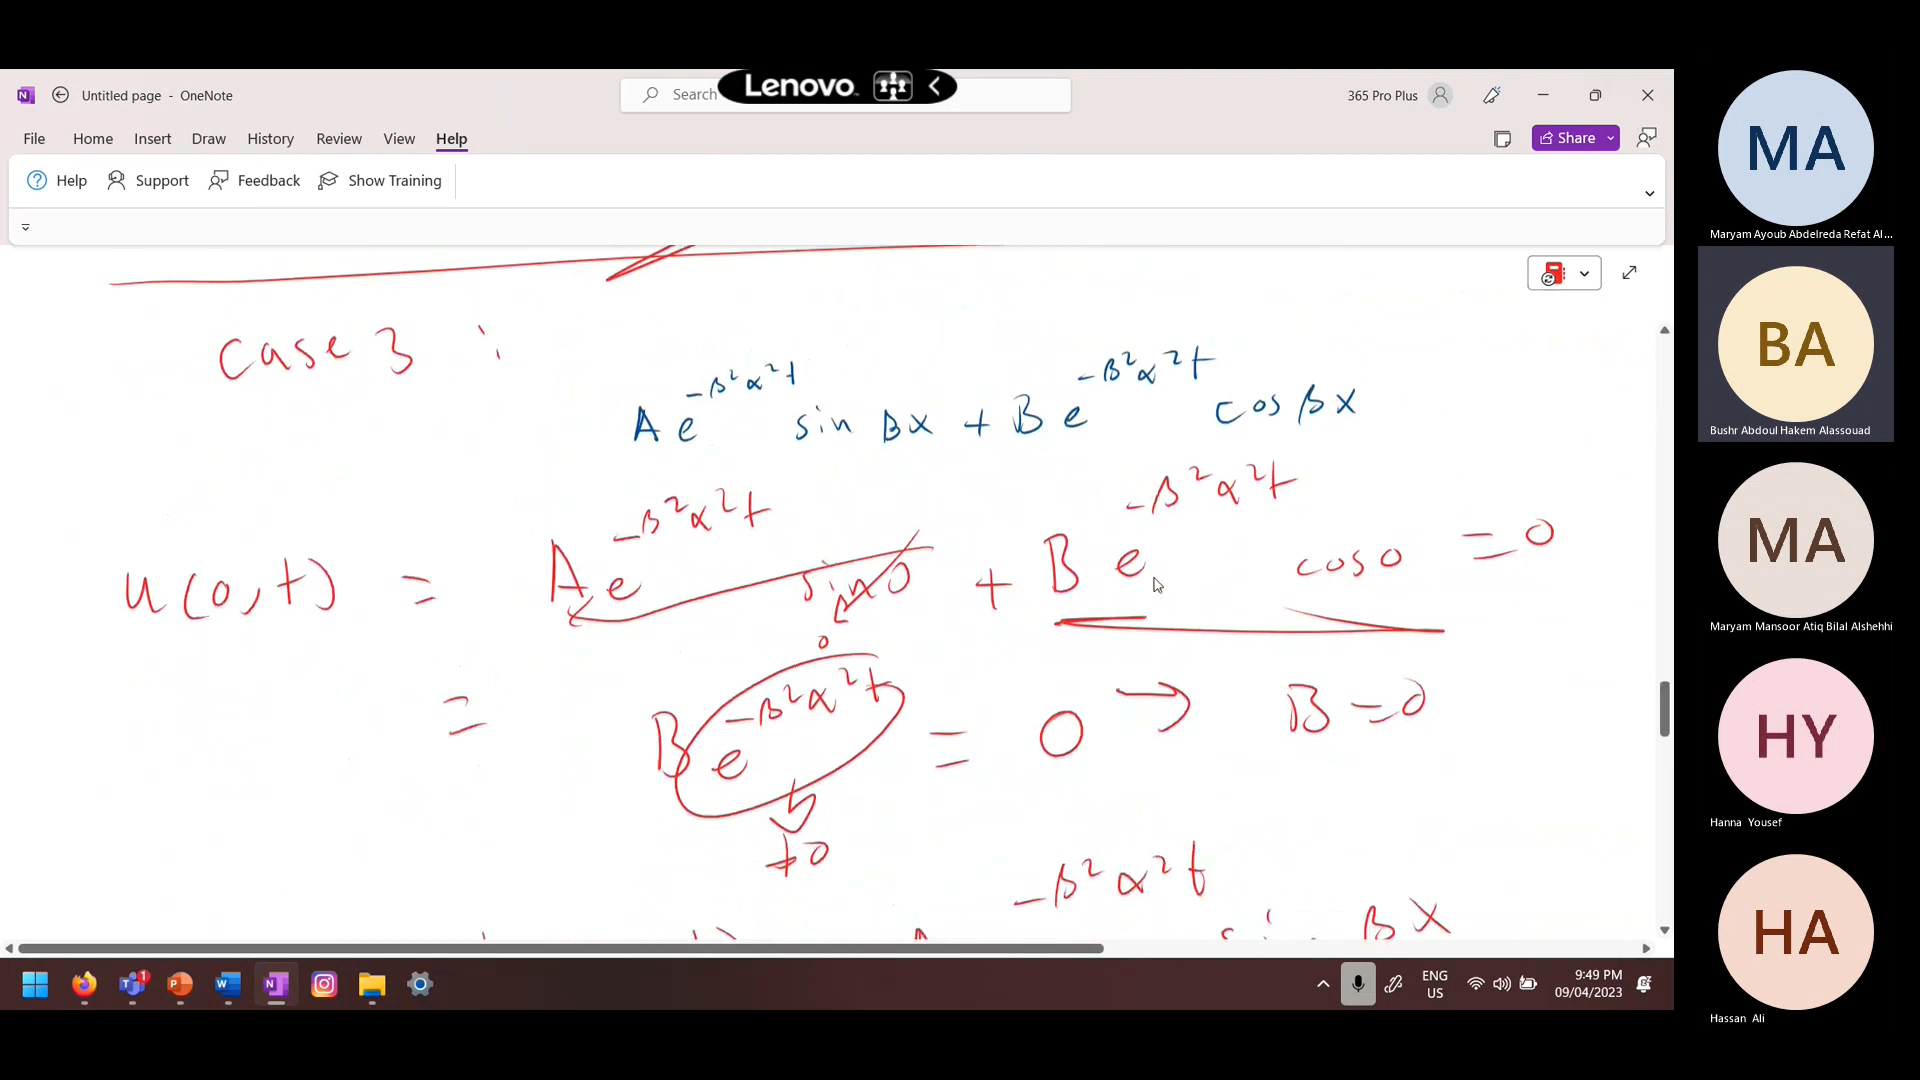 Lenovo
Untitled page - OneNote
Search
365 Pro Plus
File Home Insert Draw History Review View Help
Share
Help Support Feedback Show Training
Case 3 :
A e^{-β²α²t} sin βx + B e^{-β²α²t} cos βx
u(0,t) = A e^{-β²α²t} sin 0 + B e^{-β²α²t} cos 0 = 0
0
= B e^{-β²α²t} = 0 → B = 0
≠ 0
-β²α²t
sin βx
ENG
US
9:49 PM
09/04/2023
MA
Maryam Ayoub Abdelreda Refat Al...
BA
Bushr Abdoul Hakem Alassouad
MA
Maryam Mansoor Atiq Bilal Alshehhi
HY
Hanna Yousef
HA
Hassan Ali